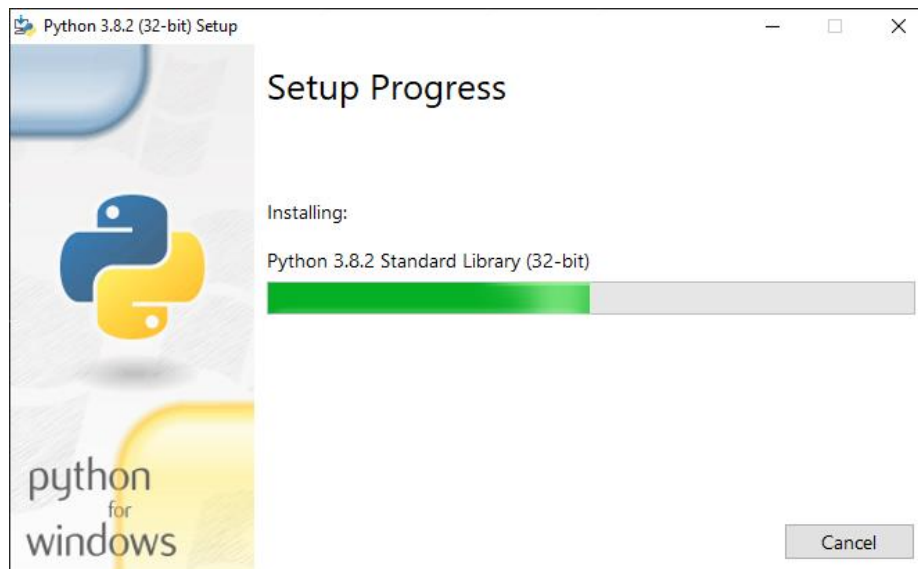 Python 3.8.2 (32-bit) Setup
Setup Progress
Installing:
Python 3.8.2 Standard Library (32-bit)
python
for
windows
Cancel